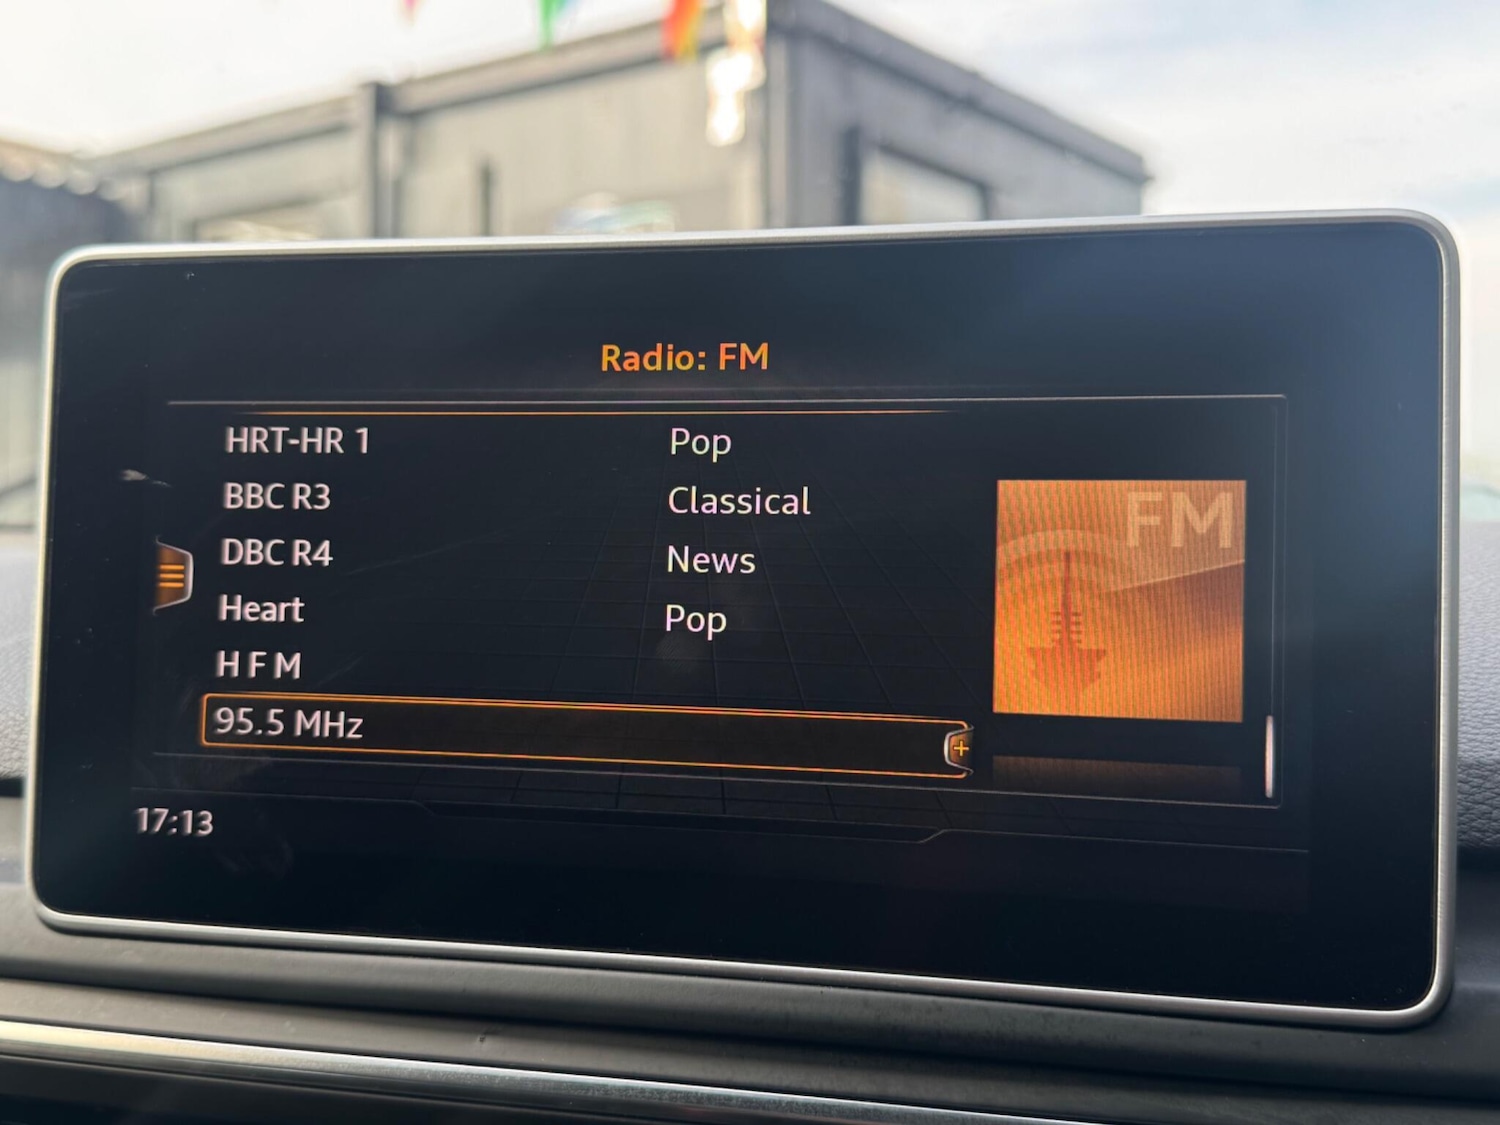 Radio: FM
HRT-HR 1 Pop
BBC R3 Classical
DBC R4 News
Heart Pop
H F M
95.5 MHz
FM
17:13